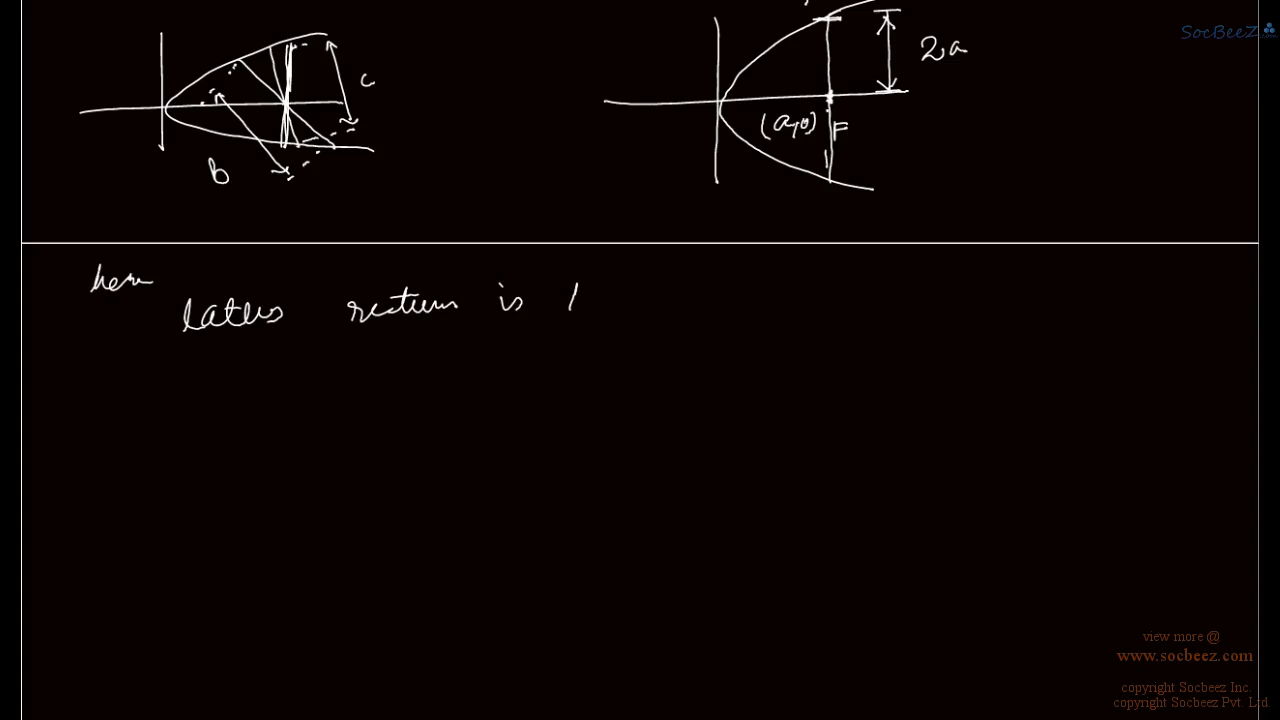 SocBeeZ
c
b
2a
(a,0) F
here
latus rectum is
view more @
www.socbeez.com
copyright Socbeez Inc.
copyright Socbeez Pvt. Ltd.